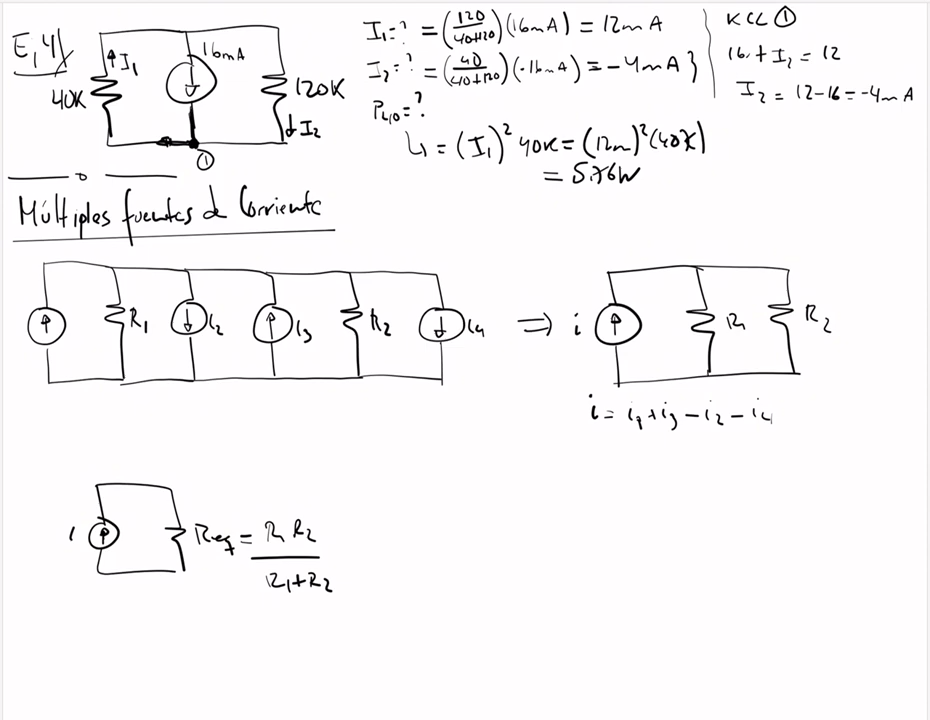 E,4)
I1
16mA
40K
120K
I2
①
I1=? = (120/40+120)(16mA) = 12mA
I2=? = (40/40+120)(-16mA) = -4mA }
P40=?
↳ = (I1)² 40K = (12m)²(40K)
= 5.76W
KCL ①
16 + I2 = 12
I2 = 12-16 = -4mA
Múltiples fuentes de Corriente
R1
i2
i3
R2
i4
⇒ i
R1
R2
i = i1+i3-i2-i4
i
Req = R1 R2
R1+R2